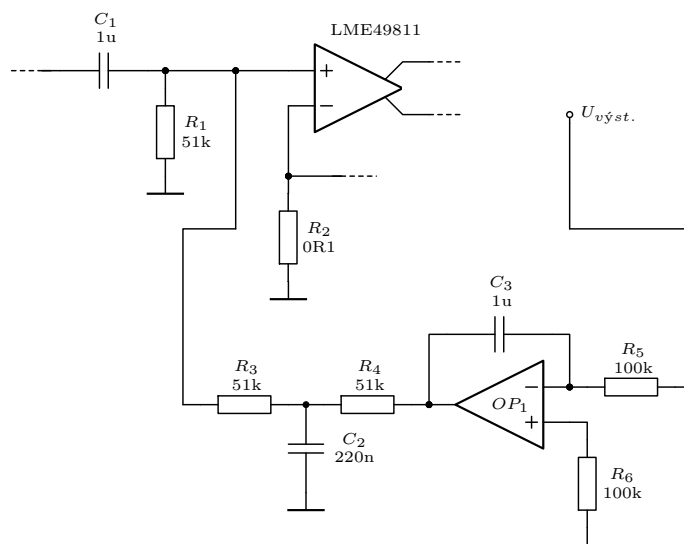 C1
1u
LME49811
+
−
R1
51k
Uvýst.
R2
0R1
C3
1u
R3
51k
R4
51k
R5
100k
−
OP1
+
C2
220n
R6
100k